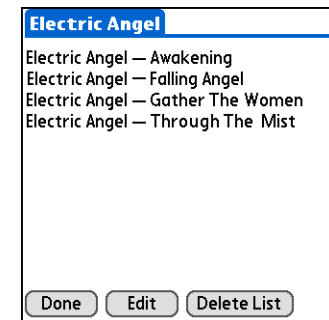 Electric Angel
Electric Angel — Awakening
Electric Angel — Falling Angel
Electric Angel — Gather The Women
Electric Angel — Through The Mist
Done Edit Delete List